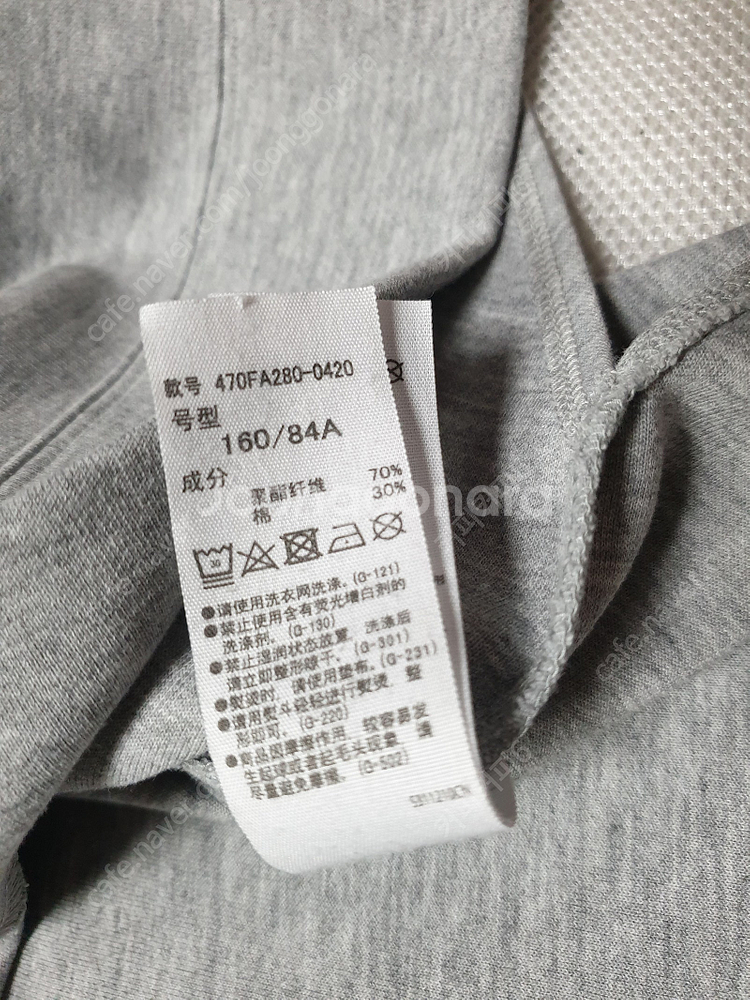 款号 470FA280-0420
号型
160/84A
成分
聚酯纤维 70%
棉 30%
30
●请使用洗衣网洗涤。(G-121)
●禁止使用含有荧光增白剂的
洗涤剂。(G-130)
●禁止湿润状态放置，洗涤后
请立即整形晾干。(G-301)
●熨烫时，请使用垫布。(G-231)
●请用熨斗轻轻进行熨烫，整
形即可。(G-220)
●商品因摩擦作用，较容易发
生起球或者起毛头现象，请
尽量避免摩擦。(G-502)
joonggonara
cafe.naver.com/joonggonara